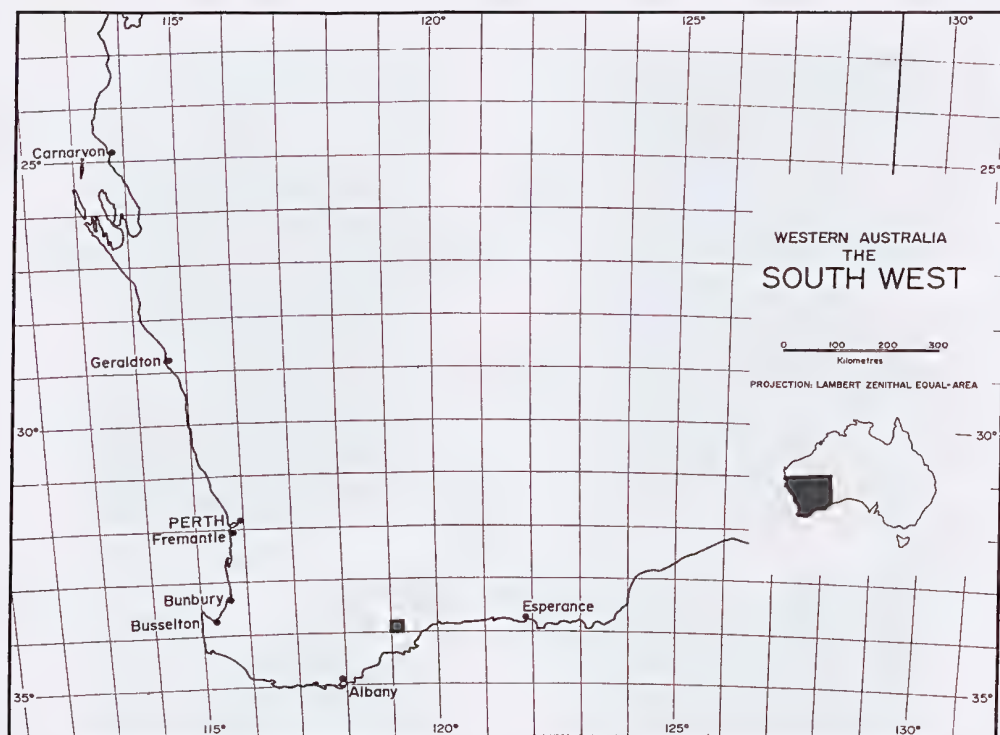 115°
120°
125°
130°
Carnarvon
25°
25°
WESTERN AUSTRALIA
THE
SOUTH WEST
0 100 200 300
Kilometres
PROJECTION: LAMBERT ZENITHAL EQUAL-AREA
Geraldton
30°
30°
PERTH
Fremantle
Bunbury
Busselton
Esperance
Albany
35°
35°
115°
120°
125°
130°